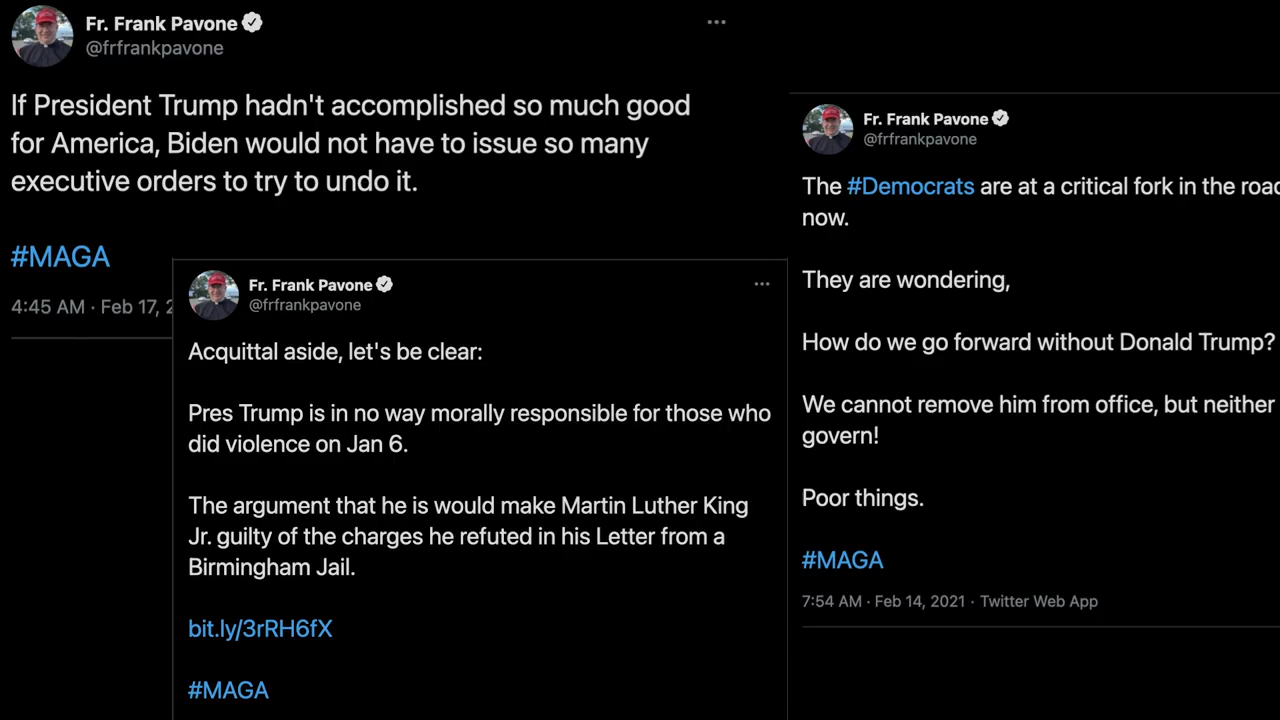 Fr. Frank Pavone
@frfrankpavone
If President Trump hadn't accomplished so much good
for America, Biden would not have to issue so many
executive orders to try to undo it.
#MAGA
4:45 AM · Feb 17, 2
Fr. Frank Pavone
@frfrankpavone
Acquittal aside, let's be clear:
Pres Trump is in no way morally responsible for those who
did violence on Jan 6.
The argument that he is would make Martin Luther King
Jr. guilty of the charges he refuted in his Letter from a
Birmingham Jail.
bit.ly/3rRH6fX
#MAGA
Fr. Frank Pavone
@frfrankpavone
The #Democrats are at a critical fork in the road
now.
They are wondering,
How do we go forward without Donald Trump?
We cannot remove him from office, but neither
govern!
Poor things.
#MAGA
7:54 AM · Feb 14, 2021 · Twitter Web App